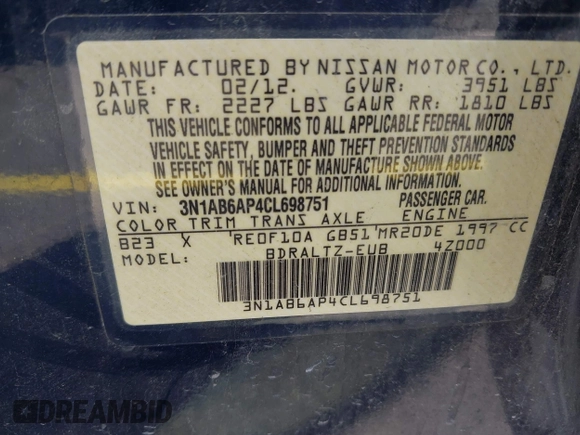 MANUFACTURED BY NISSAN MOTOR CO., LTD.
DATE: 02/12. GVWR: 3951 LBS
GAWR FR: 2227 LBS GAWR RR: 1810 LBS
THIS VEHICLE CONFORMS TO ALL APPLICABLE FEDERAL MOTOR
VEHICLE SAFETY, BUMPER AND THEFT PREVENTION STANDARDS
IN EFFECT ON THE DATE OF MANUFACTURE SHOWN ABOVE.
SEE OWNER'S MANUAL FOR ADDITIONAL INFORMATION.
VIN: 3N1AB6AP4CL698751 PASSENGER CAR.
COLOR TRIM TRANS AXLE ENGINE
B23 X RE0F10A GB51 MR20DE 1997 CC
MODEL: BDRALTZ-EUB 4Z000
3N1AB6AP4CL698751
DREAMBID